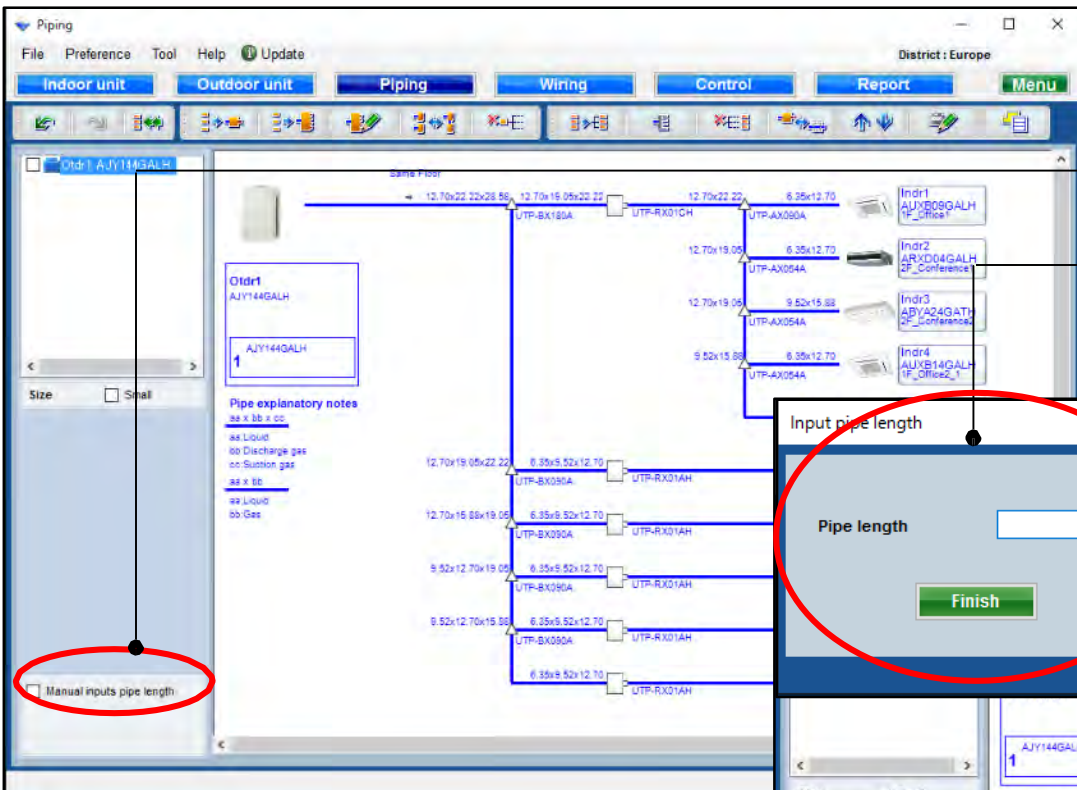 Piping
File Preference Tool Help Update
District : Europe
Indoor unit Outdoor unit Piping Wiring Control Report Menu
Otdr1 AJY144GALH
Size Small
Manual inputs pipe length
Same Floor
12.70x22.22x28.58 12.70x19.05x22.22
UTP-BX180A
UTP-RX01CH
12.70x22.22 6.35x12.70
UTP-AX090A
Indr1
AUXB09GALH
1F_Office1
12.70x19.05 6.35x12.70
UTP-AX054A
Indr2
ARXD04GALH
2F_Conference1
12.70x19.05 9.52x15.88
UTP-AX054A
Indr3
ABYA24GATH
2F_Conference2
9.52x15.88 6.35x12.70
UTP-AX054A
Indr4
AUXB14GALH
1F_Office2_1
Otdr1
AJY144GALH
AJY144GALH
1
Pipe explanatory notes
aa x bb x cc
aa:Liquid
bb:Discharge gas
cc:Suction gas
aa x bb
aa:Liquid
bb:Gas
12.70x19.05x22.22 6.35x9.52x12.70
UTP-BX090A
UTP-RX01AH
12.70x15.88x19.05 6.35x9.52x12.70
UTP-BX090A
UTP-RX01AH
9.52x12.70x19.05 6.35x9.52x12.70
UTP-BX090A
UTP-RX01AH
9.52x12.70x15.88 6.35x9.52x12.70
UTP-BX090A
UTP-RX01AH
6.35x9.52x12.70
UTP-RX01AH
Input pipe length
Pipe length
Finish
AJY144GAL
1